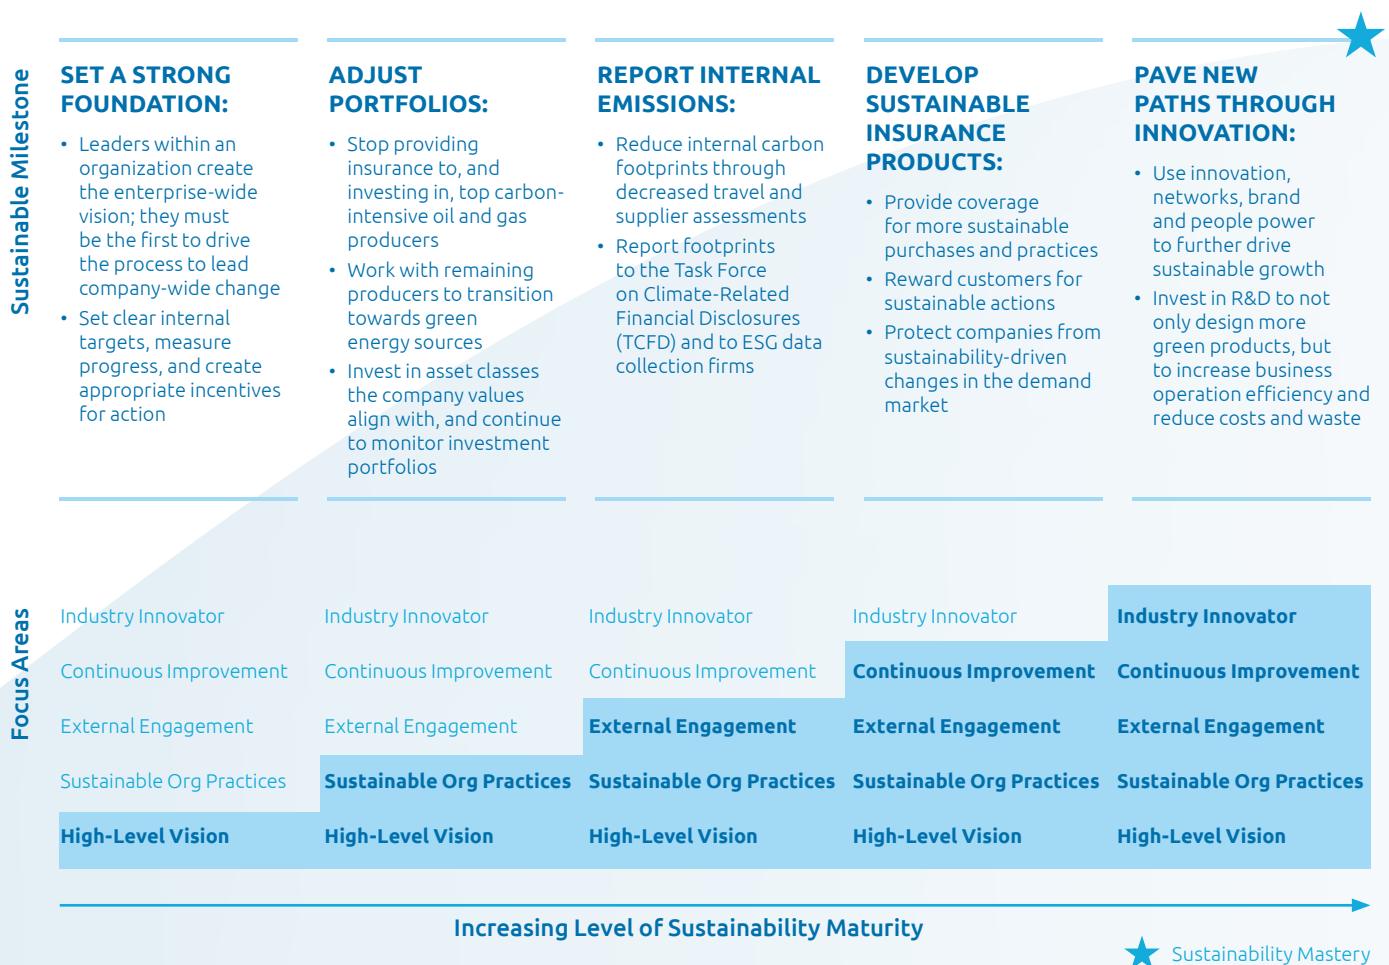 Sustainable Milestone
SET A STRONG
FOUNDATION:
• Leaders within an
organization create
the enterprise-wide
vision; they must
be the first to drive
the process to lead
company-wide change
• Set clear internal
targets, measure
progress, and create
appropriate incentives
for action
ADJUST
PORTFOLIOS:
• Stop providing
insurance to, and
investing in, top carbon-
intensive oil and gas
producers
• Work with remaining
producers to transition
towards green
energy sources
• Invest in asset classes
the company values
align with, and continue
to monitor investment
portfolios
REPORT INTERNAL
EMISSIONS:
• Reduce internal carbon
footprints through
decreased travel and
supplier assessments
• Report footprints
to the Task Force
on Climate-Related
Financial Disclosures
(TCFD) and to ESG data
collection firms
DEVELOP
SUSTAINABLE
INSURANCE
PRODUCTS:
• Provide coverage
for more sustainable
purchases and practices
• Reward customers for
sustainable actions
• Protect companies from
sustainability-driven
changes in the demand
market
PAVE NEW
PATHS THROUGH
INNOVATION:
• Use innovation,
networks, brand
and people power
to further drive
sustainable growth
• Invest in R&D to not
only design more
green products, but
to increase business
operation efficiency and
reduce costs and waste
Focus Areas
Industry Innovator
Industry Innovator
Industry Innovator
Industry Innovator
Industry Innovator
Continuous Improvement
Continuous Improvement
Continuous Improvement
Continuous Improvement
Continuous Improvement
External Engagement
External Engagement
External Engagement
External Engagement
External Engagement
Sustainable Org Practices
Sustainable Org Practices
Sustainable Org Practices
Sustainable Org Practices
Sustainable Org Practices
High-Level Vision
High-Level Vision
High-Level Vision
High-Level Vision
High-Level Vision
Increasing Level of Sustainability Maturity
Sustainability Mastery